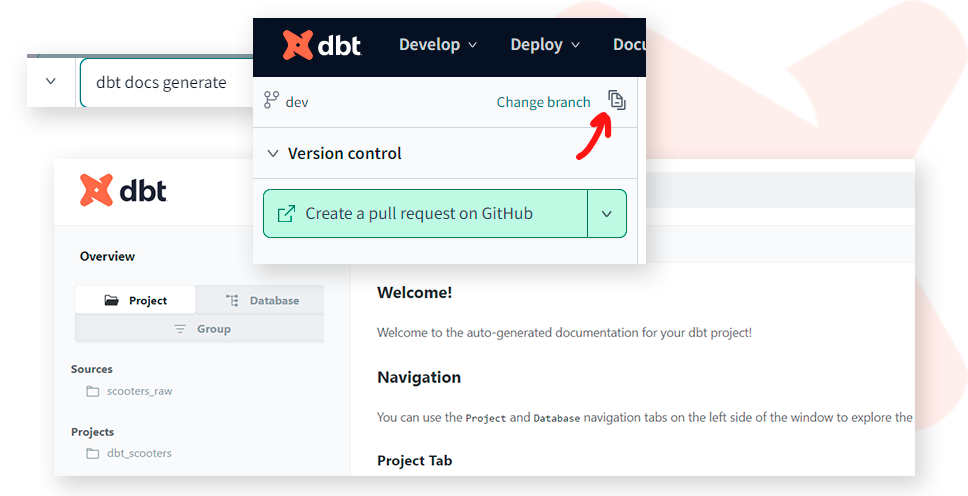 dbt docs generate
dbt
Develop
Deploy
dev
Change branch
Version control
Create a pull request on GitHub
dbt
Overview
Project
Database
Group
Sources
scooters_raw
Projects
dbt_scooters
Welcome!
Welcome to the auto-generated documentation for your dbt project!
Navigation
You can use the Project and Database navigation tabs on the left side of the window to explore the
Project Tab